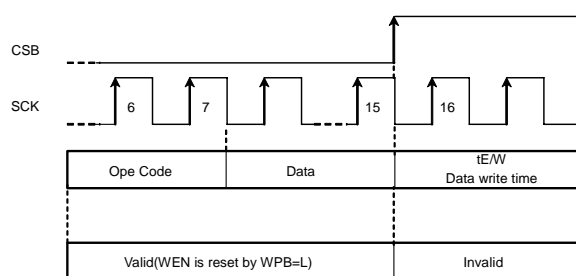 CSB
SCK
6
7
15
16
Ope Code
Data
tE/W
Data write time
Valid(WEN is reset by WPB=L)
Invalid